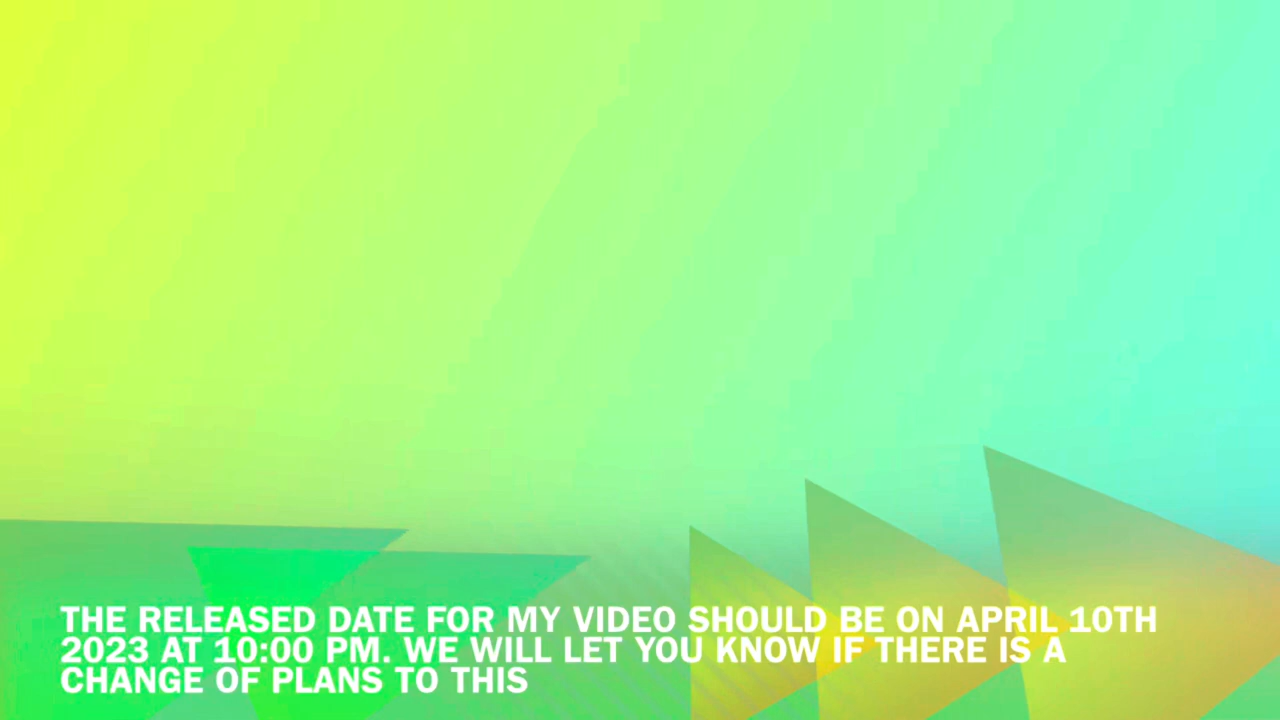 THE RELEASED DATE FOR MY VIDEO SHOULD BE ON APRIL 10TH
2023 AT 10:00 PM. WE WILL LET YOU KNOW IF THERE IS A
CHANGE OF PLANS TO THIS